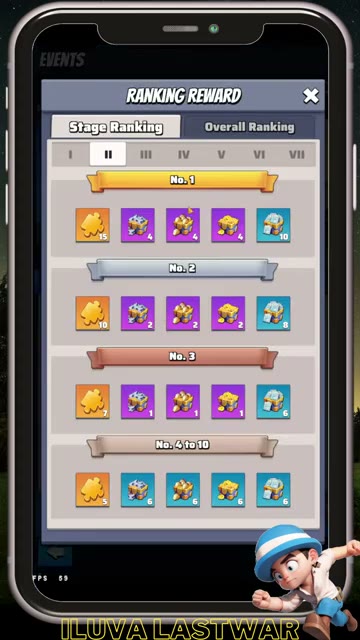 EVENTS
RANKING REWARD
Stage Ranking
Overall Ranking
I II III IV V VI VII
No. 1
15 4 4 4 10
No. 2
10 2 2 2 8
No. 3
7 1 1 1 6
No. 4 to 10
5 6 6 6 6
FPS 59
ILUVA LASTWAR